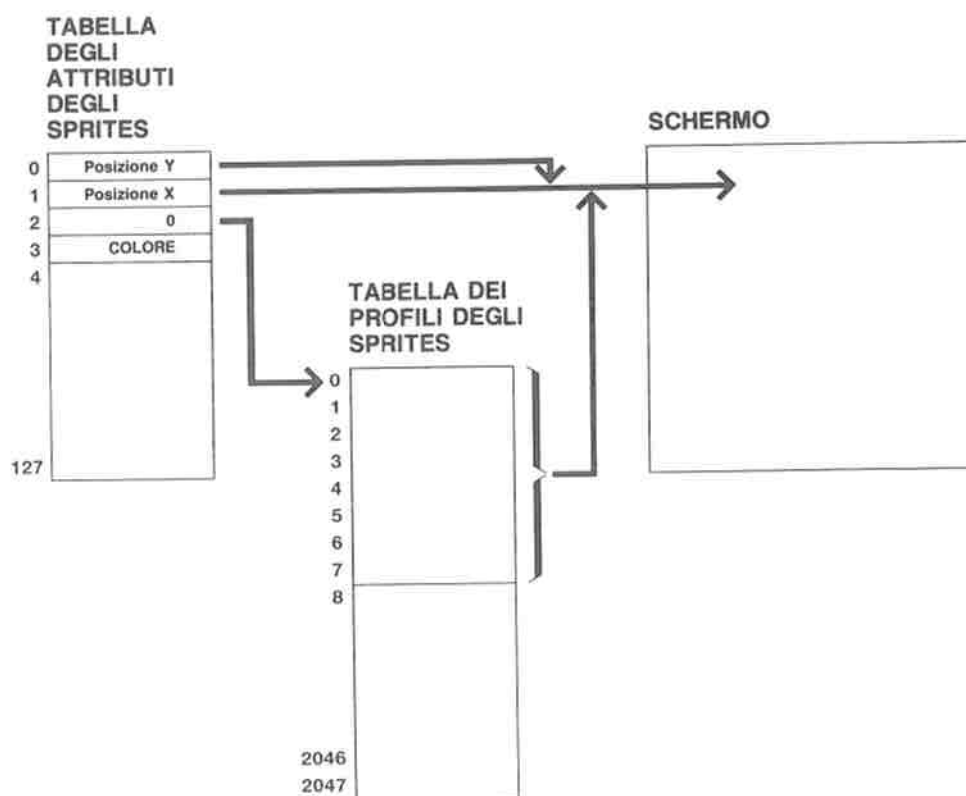 TABELLA
DEGLI
ATTRIBUTI
DEGLI
SPRITES
0 Posizione Y
1 Posizione X
2 0
3 COLORE
4
127
SCHERMO
TABELLA DEI
PROFILI DEGLI
SPRITES
0
1
2
3
4
5
6
7
8
2046
2047